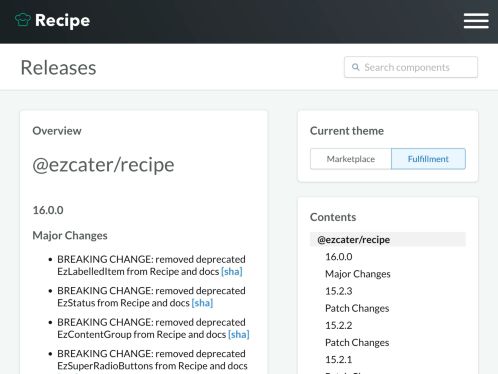 Recipe
Releases
Search components
Overview
@ezcater/recipe
16.0.0
Major Changes
• BREAKING CHANGE: removed deprecated
EzLabelledItem from Recipe and docs [sha]
• BREAKING CHANGE: removed deprecated
EzStatus from Recipe and docs [sha]
• BREAKING CHANGE: removed deprecated
EzContentGroup from Recipe and docs [sha]
• BREAKING CHANGE: removed deprecated
EzSuperRadioButtons from Recipe and docs
Current theme
Marketplace
Fulfillment
Contents
@ezcater/recipe
16.0.0
Major Changes
15.2.3
Patch Changes
15.2.2
Patch Changes
15.2.1